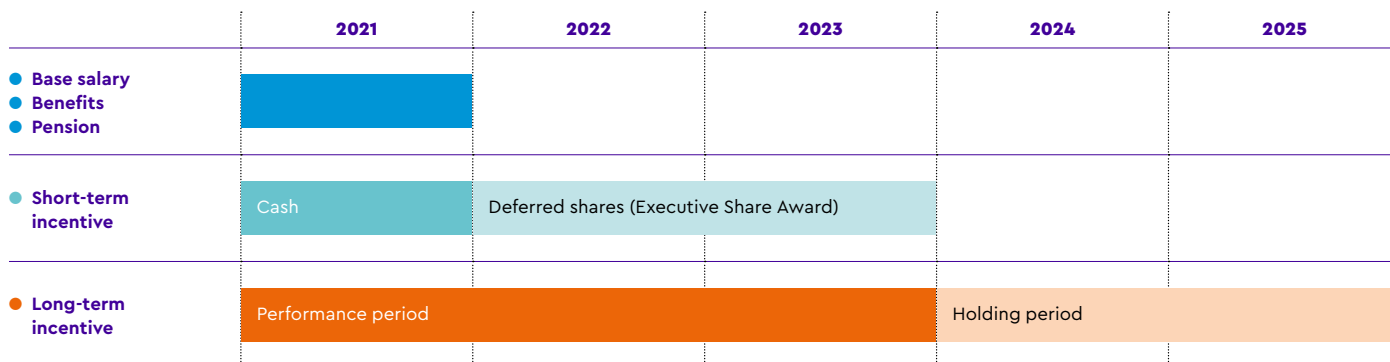 2021 2022 2023 2024 2025
Base salary
Benefits
Pension
Short-term
incentive
Cash
Deferred shares (Executive Share Award)
Long-term
incentive
Performance period
Holding period